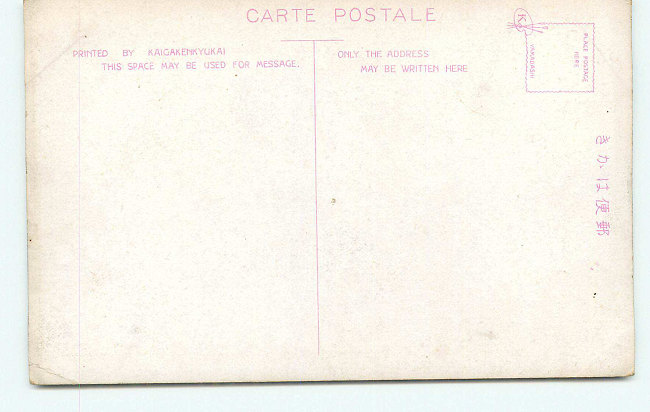 CARTE POSTALE
PRINTED BY KAIGAKENKYUKAI
THIS SPACE MAY BE USED FOR MESSAGE.
ONLY THE ADDRESS
MAY BE WRITTEN HERE
K
PLACE POSTAGE
HERE
きかは便郵